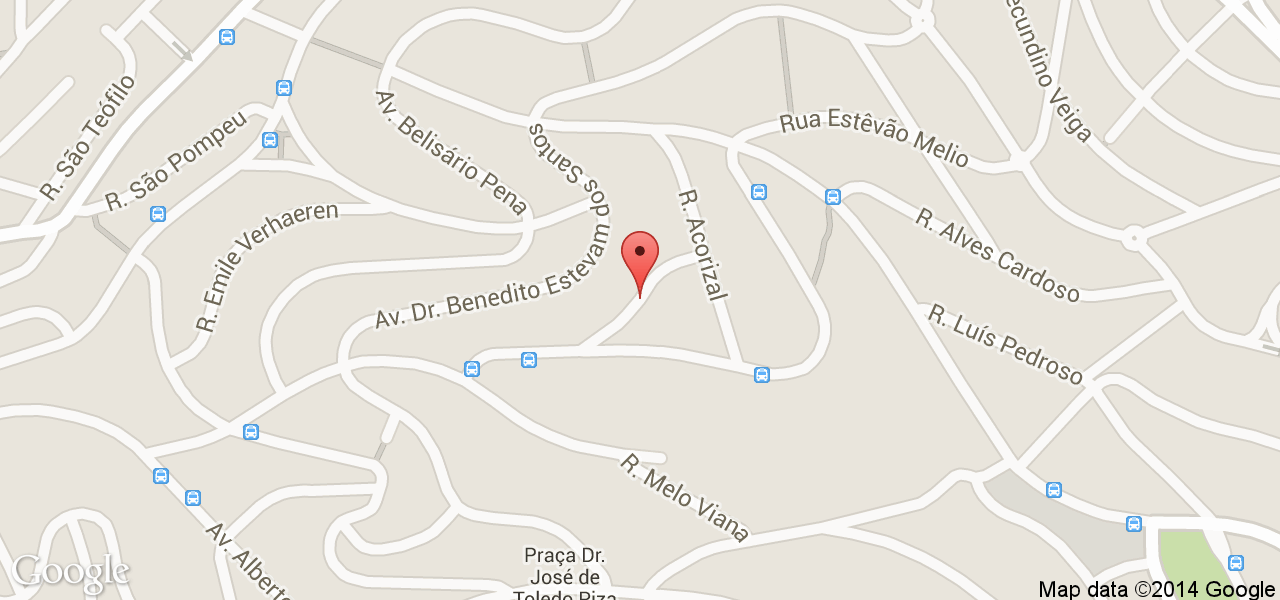 R. São Teófilo
R. São Pompeu
Av. Belisário Pena
R. Emile Verhaeren
Av. Dr. Benedito Estevam dos Santos
R. Acorizal
Rua Estêvão Melio
ecundino Veiga
R. Alves Cardoso
R. Luís Pedroso
R. Melo Viana
Av. Alberto
Praça Dr.
José de
Toledo Piza
Google
Map data ©2014 Google